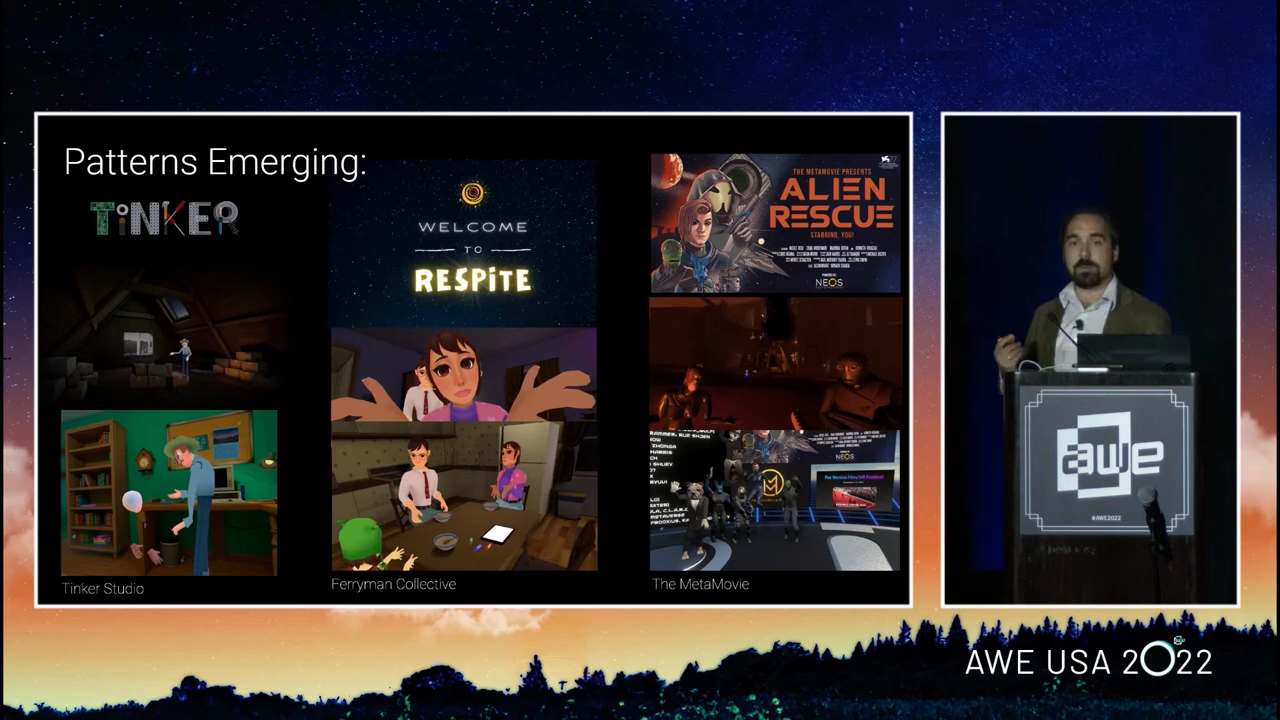 Patterns Emerging:
TiNKER
WELCOME
TO
RESPITE
THE METAMOVIE PRESENTS
ALIEN
RESCUE
STARRING: YOU!
NEOS
NEOS
Tinker Studio
Ferryman Collective
The MetaMovie
awe
#AWE2022
AWE USA 2022